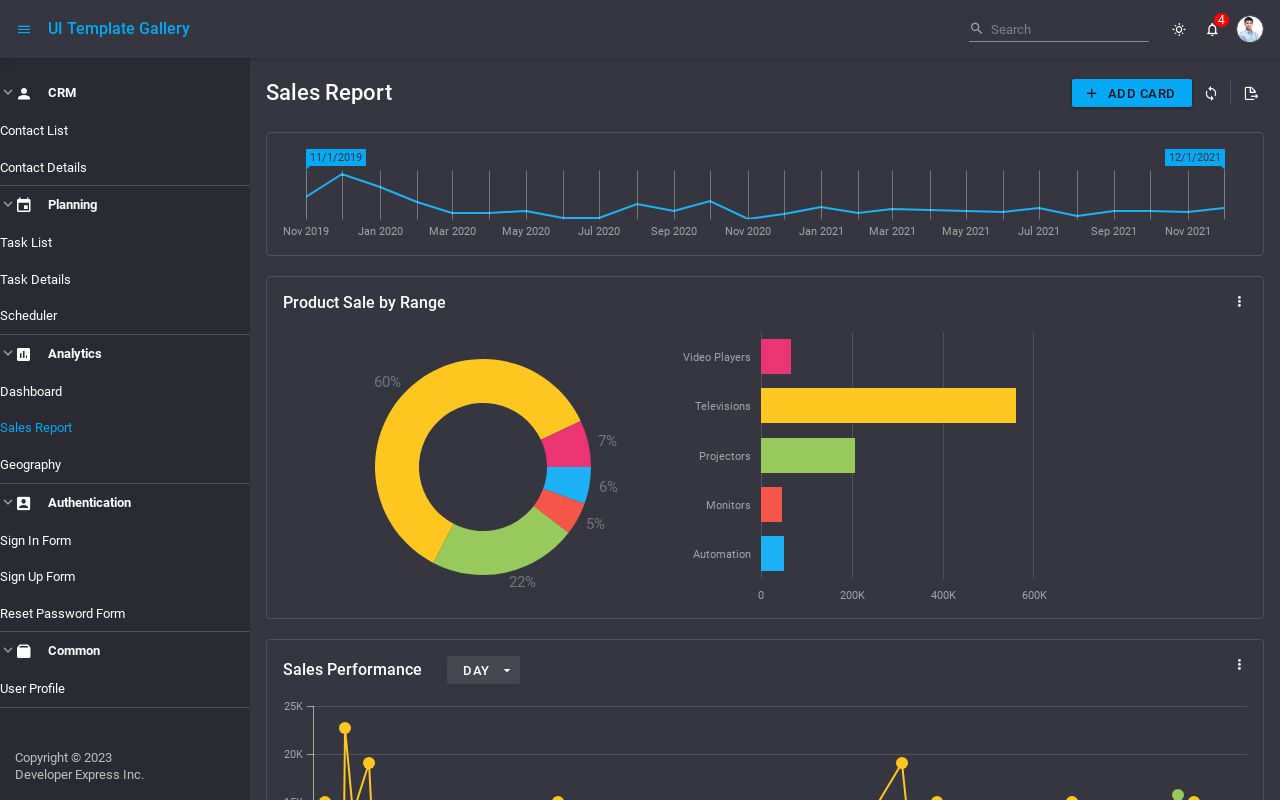 UI Template Gallery
Search
4
CRM
Contact List
Contact Details
Planning
Task List
Task Details
Scheduler
Analytics
Dashboard
Sales Report
Geography
Authentication
Sign In Form
Sign Up Form
Reset Password Form
Common
User Profile
Copyright © 2023
Developer Express Inc.
Sales Report
ADD CARD
11/1/2019
12/1/2021
Nov 2019
Jan 2020
Mar 2020
May 2020
Jul 2020
Sep 2020
Nov 2020
Jan 2021
Mar 2021
May 2021
Jul 2021
Sep 2021
Nov 2021
Product Sale by Range
60%
7%
6%
5%
22%
Video Players
Televisions
Projectors
Monitors
Automation
0
200K
400K
600K
Sales Performance
DAY
25K
20K
15K